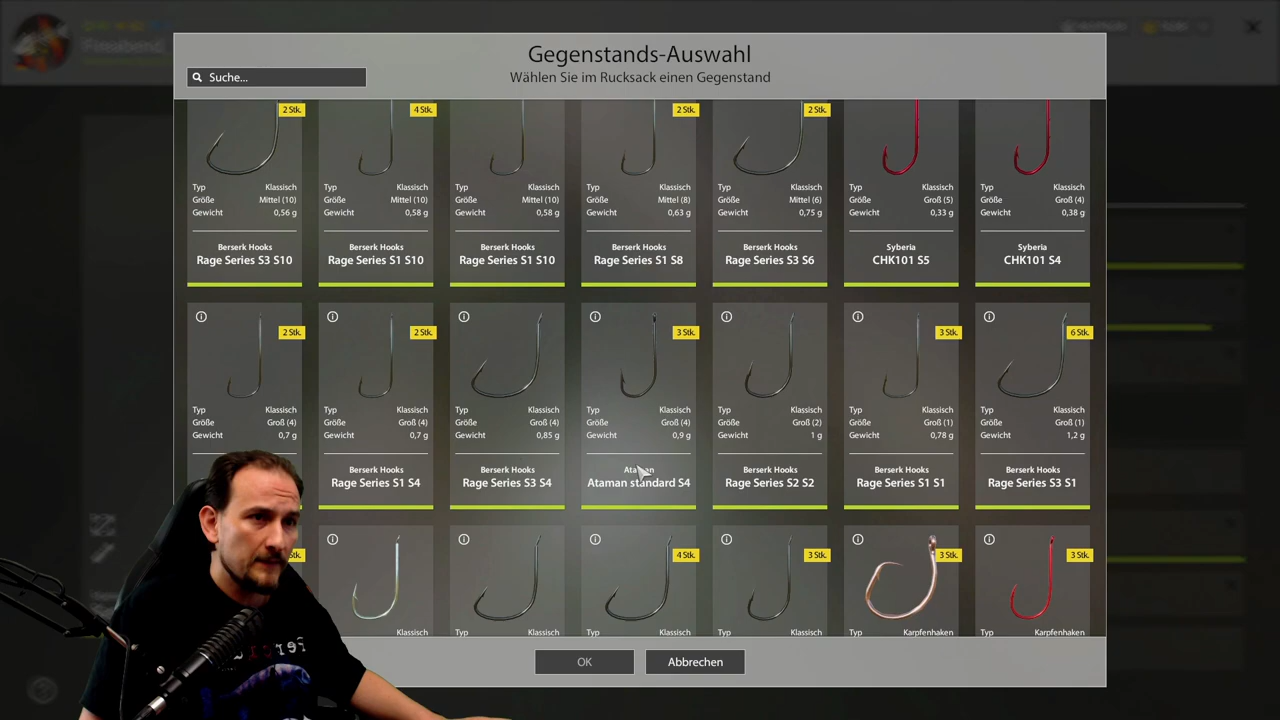 Gegenstands-Auswahl
Wählen Sie im Rucksack einen Gegenstand
Suche...
2 Stk. 4 Stk. 2 Stk. 2 Stk.
Typ Klassisch Typ Klassisch Typ Klassisch Typ Klassisch Typ Klassisch Typ Klassisch Typ Klassisch
Größe Mittel (10) Größe Mittel (10) Größe Mittel (10) Größe Mittel (8) Größe Mittel (6) Größe Groß (5) Größe Groß (4)
Gewicht 0,56 g Gewicht 0,58 g Gewicht 0,58 g Gewicht 0,63 g Gewicht 0,75 g Gewicht 0,33 g Gewicht 0,38 g
Berserk Hooks Berserk Hooks Berserk Hooks Berserk Hooks Berserk Hooks Syberia Syberia
Rage Series S3 S10 Rage Series S1 S10 Rage Series S1 S10 Rage Series S1 S8 Rage Series S3 S6 CHK101 S5 CHK101 S4
2 Stk. 2 Stk. 3 Stk. 3 Stk. 6 Stk.
Typ Klassisch Typ Klassisch Typ Klassisch Typ Klassisch Typ Klassisch Typ Klassisch Typ Klassisch
Größe Groß (4) Größe Groß (4) Größe Groß (4) Größe Groß (4) Größe Groß (2) Größe Groß (1) Größe Groß (1)
Gewicht 0,7 g Gewicht 0,7 g Gewicht 0,85 g Gewicht 0,9 g Gewicht 1 g Gewicht 0,78 g Gewicht 1,2 g
Berserk Hooks Berserk Hooks Ataman Berserk Hooks Berserk Hooks Berserk Hooks
Rage Series S1 S4 Rage Series S3 S4 Ataman standard S4 Rage Series S2 S2 Rage Series S1 S1 Rage Series S3 S1
Stk. 4 Stk. 3 Stk. 3 Stk. 3 Stk.
Klassisch Typ Klassisch Typ Klassisch Typ Klassisch Typ Karpfenhaken Typ Karpfenhaken
OK Abbrechen